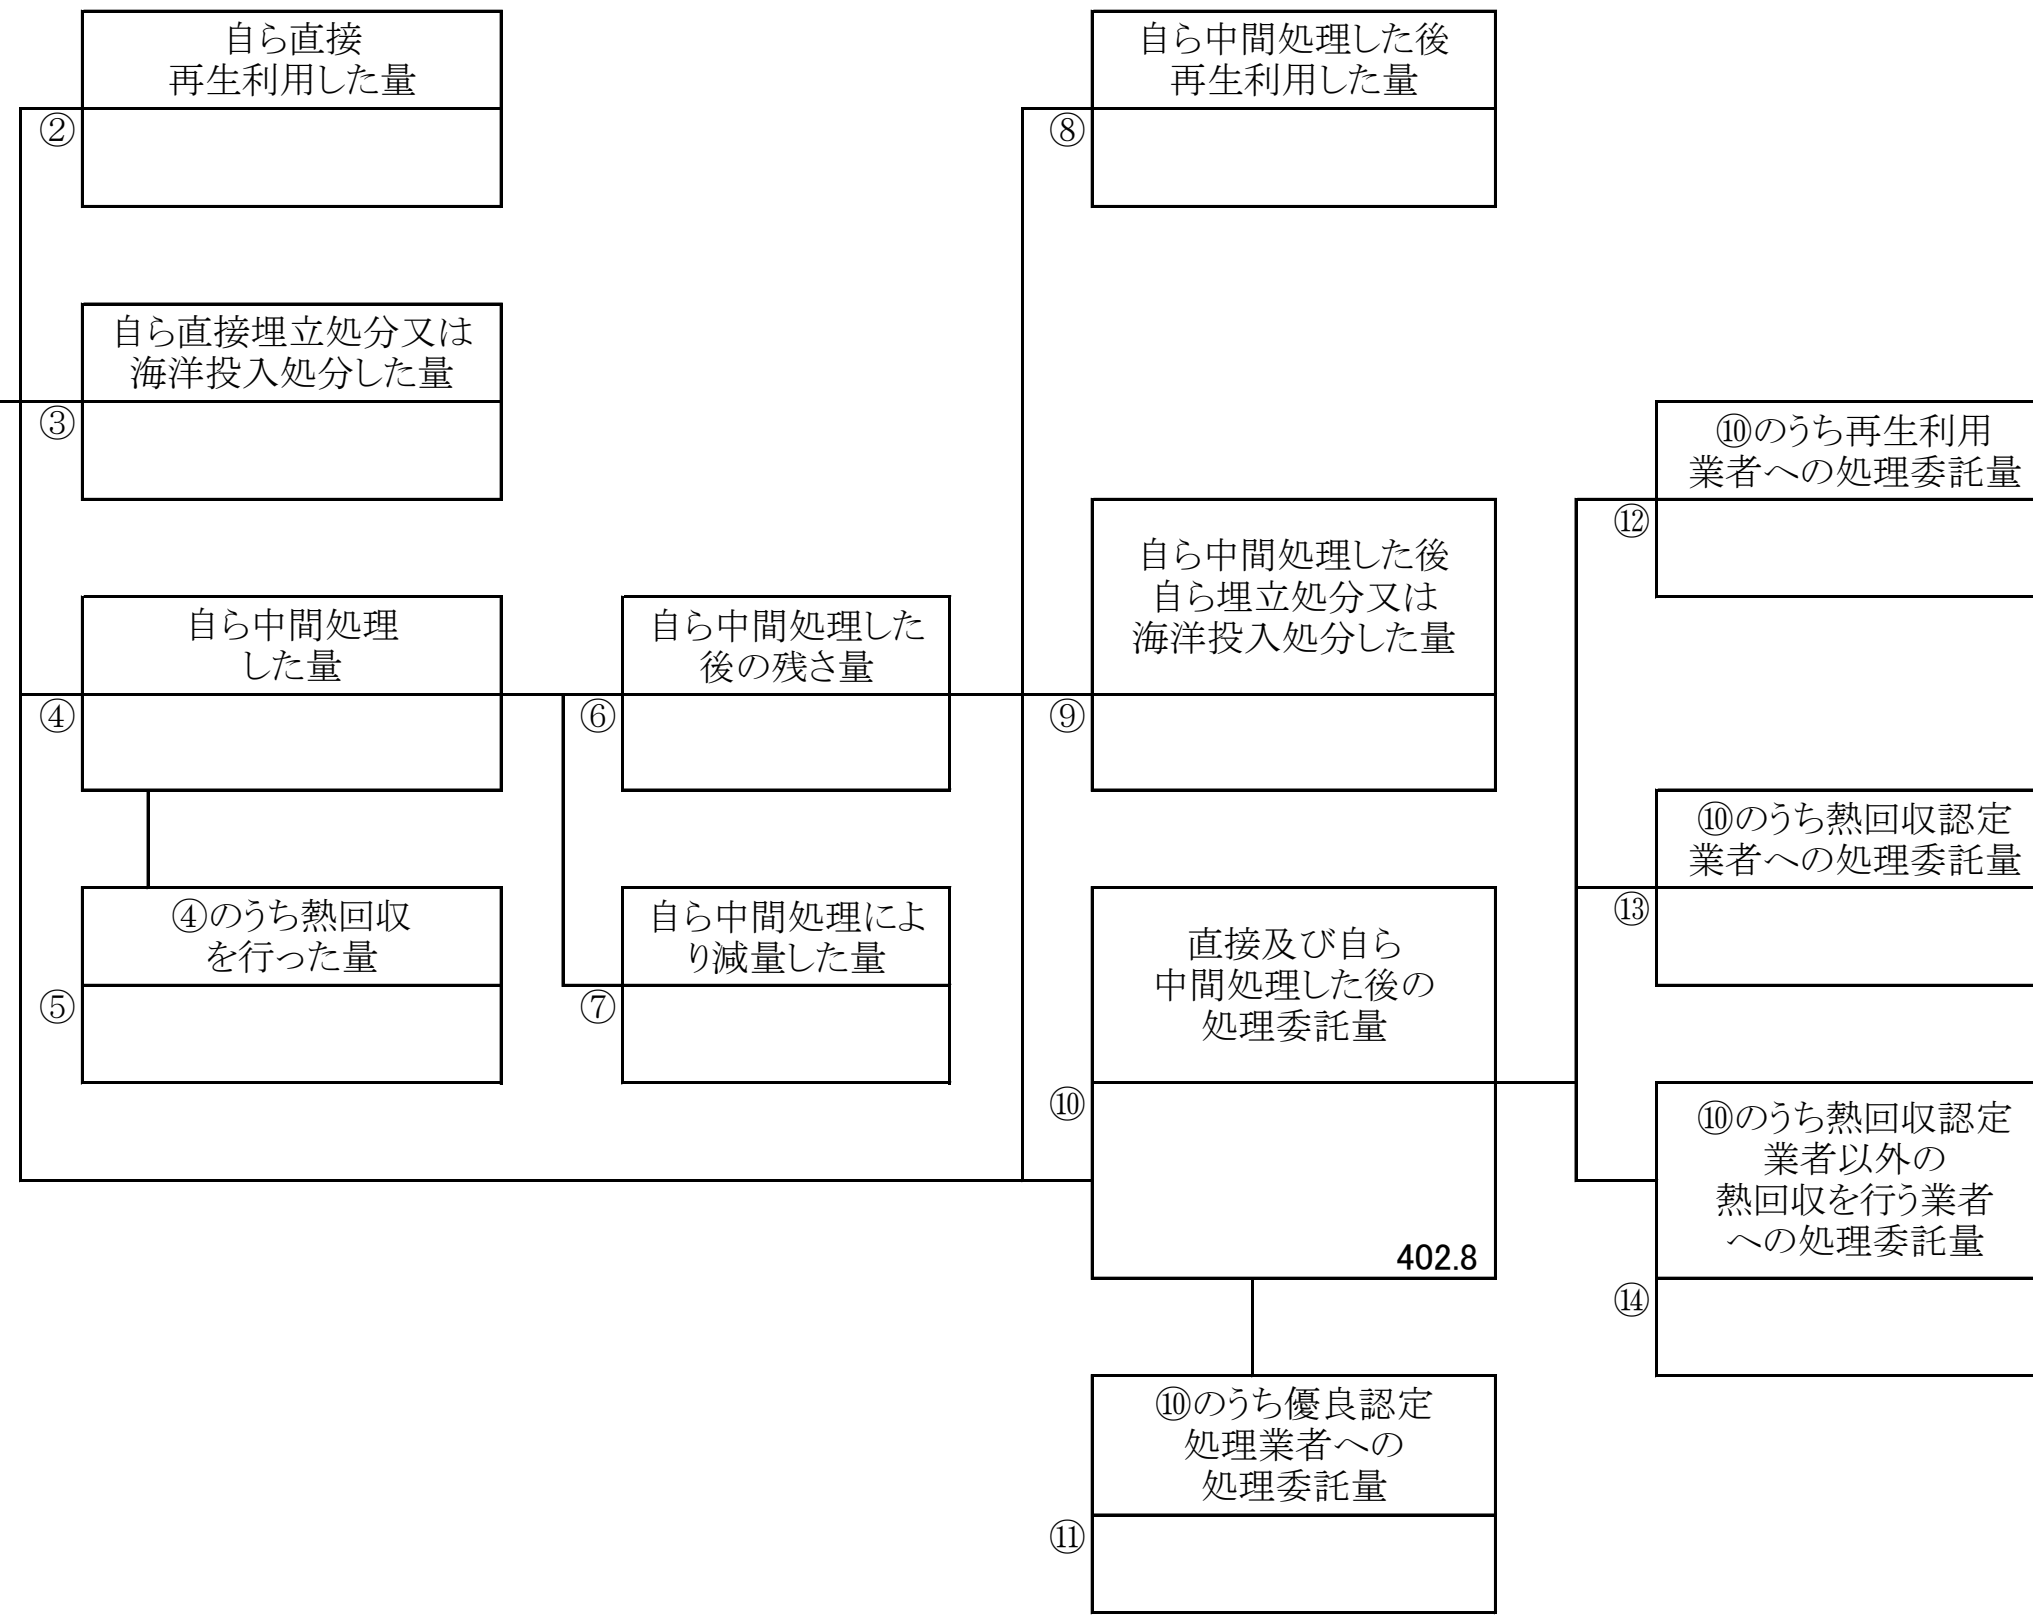 自ら直接
再生利用した量
②
自ら中間処理した後
再生利用した量
⑧
自ら直接埋立処分又は
海洋投入処分した量
③
⑩のうち再生利用
業者への処理委託量
⑫
自ら中間処理した後
自ら埋立処分又は
海洋投入処分した量
⑨
自ら中間処理
した量
④
自ら中間処理した
後の残さ量
⑥
⑩のうち熱回収認定
業者への処理委託量
⑬
④のうち熱回収
を行った量
⑤
自ら中間処理によ
り減量した量
⑦
直接及び自ら
中間処理した後の
処理委託量
⑩
402.8
⑩のうち熱回収認定
業者以外の
熱回収を行う業者
への処理委託量
⑭
⑩のうち優良認定
処理業者への
処理委託量
⑪